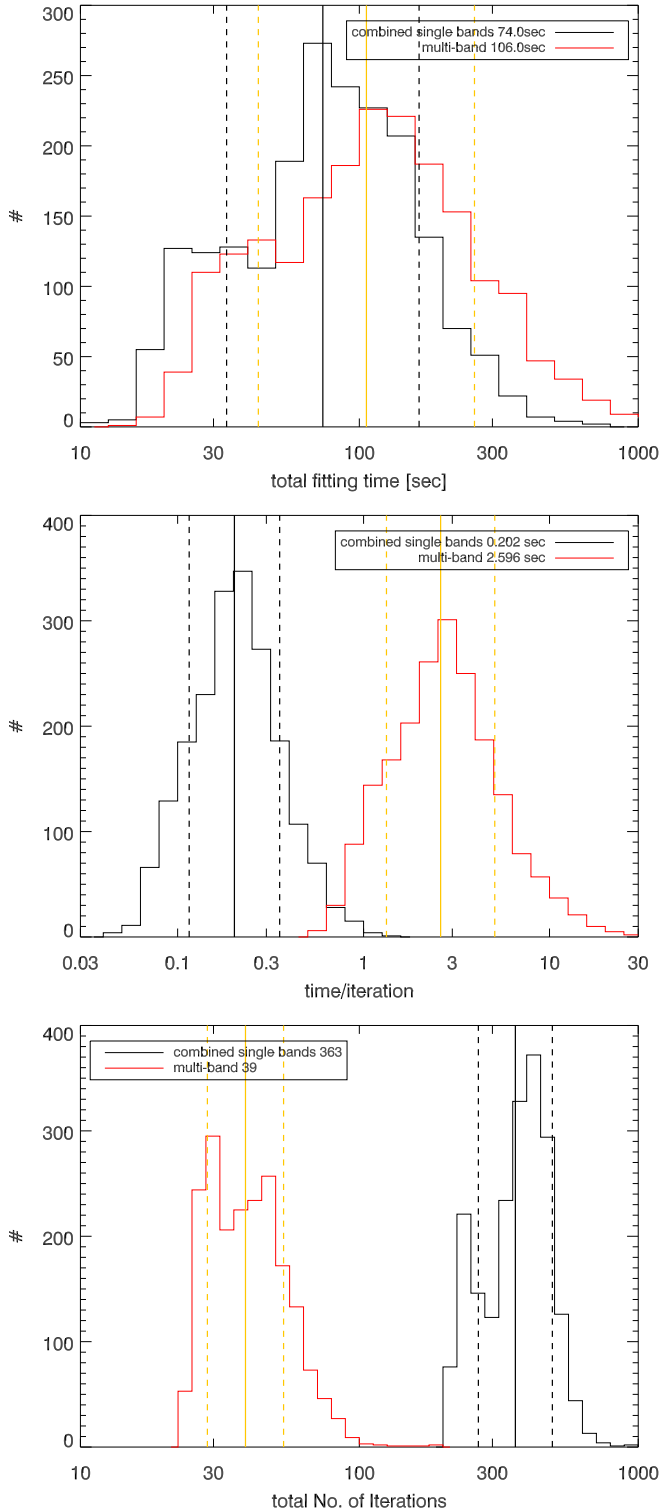 combined single bands 74.0sec
multi-band 106.0sec
300
250
200
150
100
50
0
#
10 30 100 300 1000
total fitting time [sec]
combined single bands 0.202 sec
multi-band 2.596 sec
400
300
200
100
0
#
0.03 0.1 0.3 1 3 10 30
time/iteration
combined single bands 363
multi-band 39
400
300
200
100
0
#
10 30 100 300 1000
total No. of Iterations